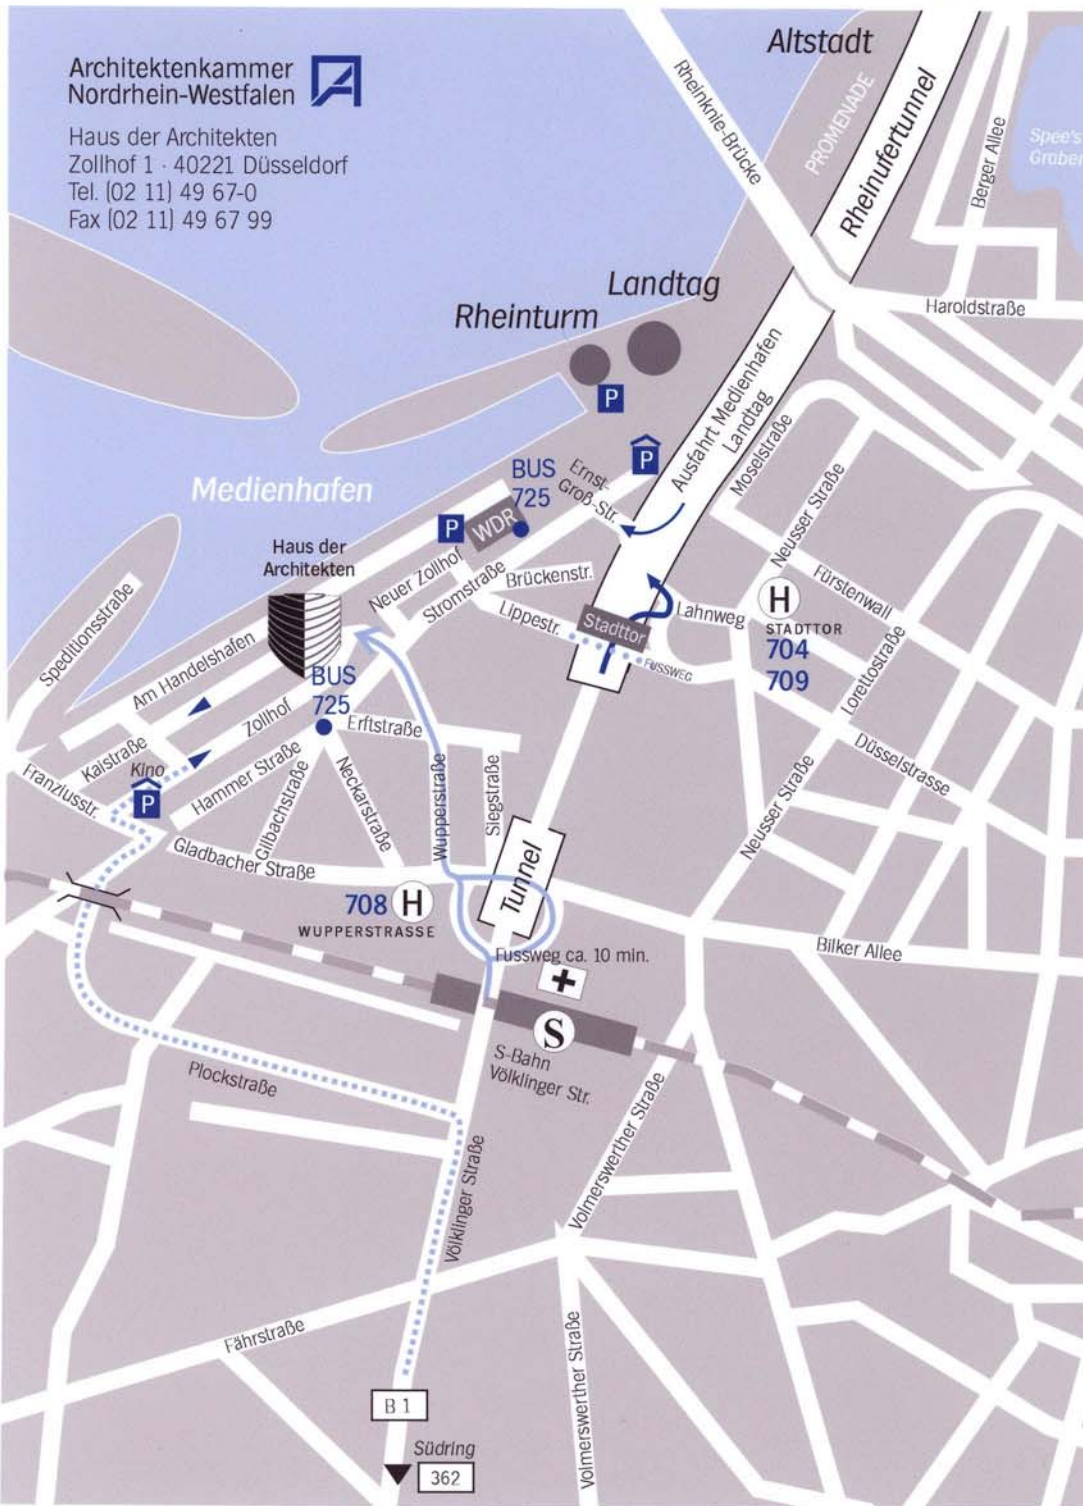 Architektenkammer
Nordrhein-Westfalen
Haus der Architekten
Zollhof 1 · 40221 Düsseldorf
Tel. (02 11) 49 67-0
Fax (02 11) 49 67 99
Altstadt
PROMENADE
Rheinknie-Brücke
Rheinufertunnel
Berger Allee
Spee's
Graben
Haroldstraße
Landtag
Rheinturm
P
Ausfahrt Medienhafen
Landtag
Moselstraße
Neusser Straße
Fürstenwall
P
BUS
725
Ernst-
Groß-Str.
Medienhafen
P
WDR
Haus der
Architekten
Neuer Zollhof
Stromstraße
Brückenstr.
Lippestr.
Stadttor
Lahnweg
FUSSWEG
H
STADTTOR
704
709
Lorettostraße
Düsselstrasse
Speditionsstraße
Am Handelshafen
BUS
725
Zollhof
Erftstraße
Kaistraße
Kino
P
Franziusstr.
Hammer Straße
Gilbachstraße
Neckarstraße
Wupperstraße
Siegstraße
Neusser Straße
Gladbacher Straße
Tunnel
708 H
WUPPERSTRASSE
Bilker Allee
Fussweg ca. 10 min.
S
S-Bahn
Völklinger Str.
Plockstraße
Völklinger Straße
Volmerswerther Straße
Fährstraße
Volmerswerther Straße
B 1
Südring
362